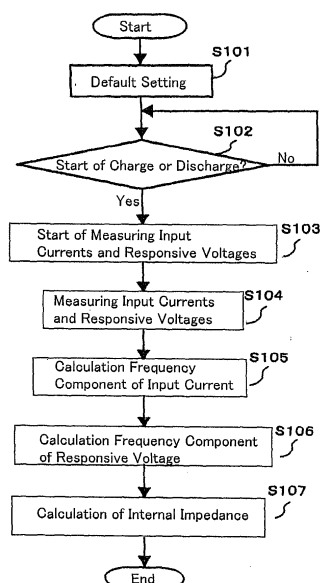 Start
S101
Default Setting
S102
Start of Charge or Discharge?
No
Yes
S103
Start of Measuring Input
Currents and Responsive Voltages
S104
Measuring Input Currents
and Responsive Voltages
S105
Calculation Frequency
Component of Input Current
S106
Calculation Frequency Component
of Responsive Voltage
S107
Calculation of Internal Impedance
End